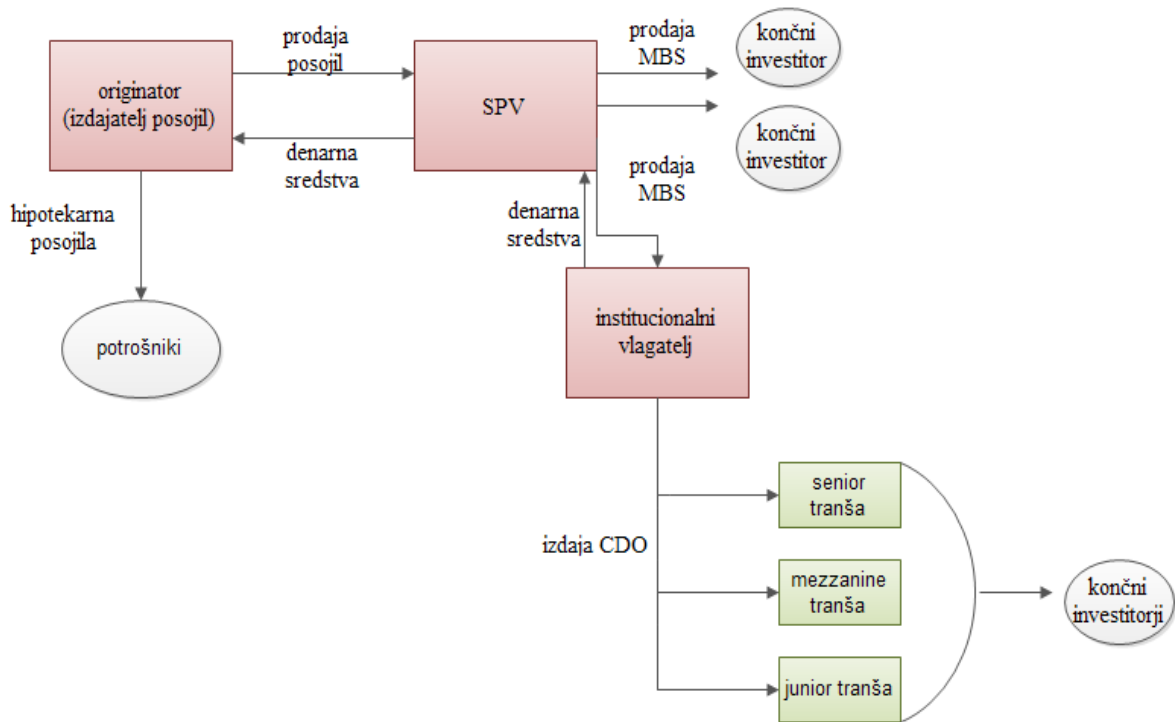 originator
(izdajatelj posojil)
prodaja
posojil
SPV
prodaja
MBS
končni
investitor
končni
investitor
denarna
sredstva
prodaja
MBS
hipotekarna
posojila
denarna
sredstva
potrošniki
institucionalni
vlagatelj
izdaja CDO
senior
tranša
mezzanine
tranša
junior tranša
končni
investitorji